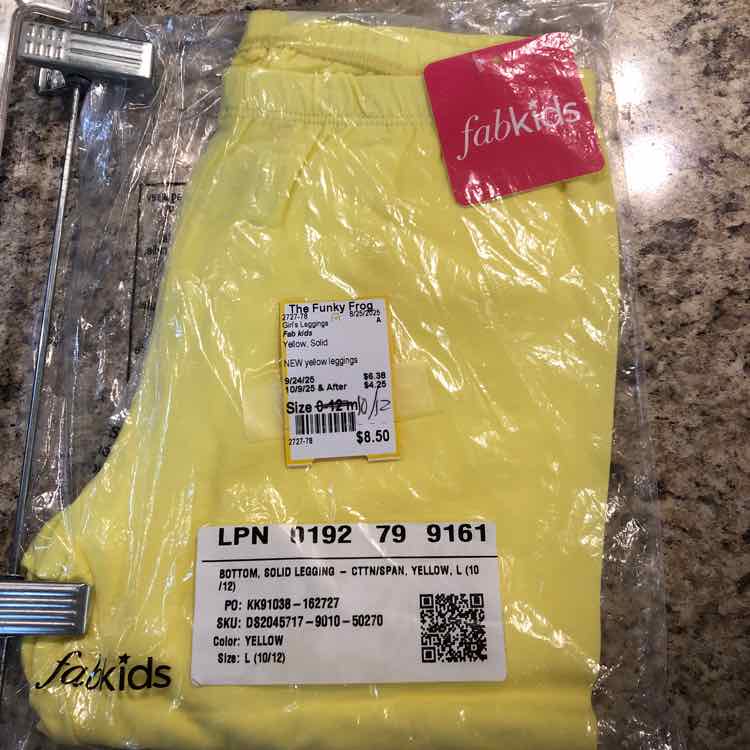 fabkids
The Funky Frog
2727-78 8/25/2025
Girl's Leggings A
Fab kids
Yellow, Solid
NEW yellow leggings
9/24/25 $6.38
10/9/25 & After $4.25
Size 0-12 m 10/12
2727-78 $8.50
LPN 0192 79 9161
BOTTOM, SOLID LEGGING - CTTN/SPAN, YELLOW, L (10
/12)
PO: KK91038-162727
SKU: DS2045717-9010-50270
Color: YELLOW
Size: L (10/12)
fabkids